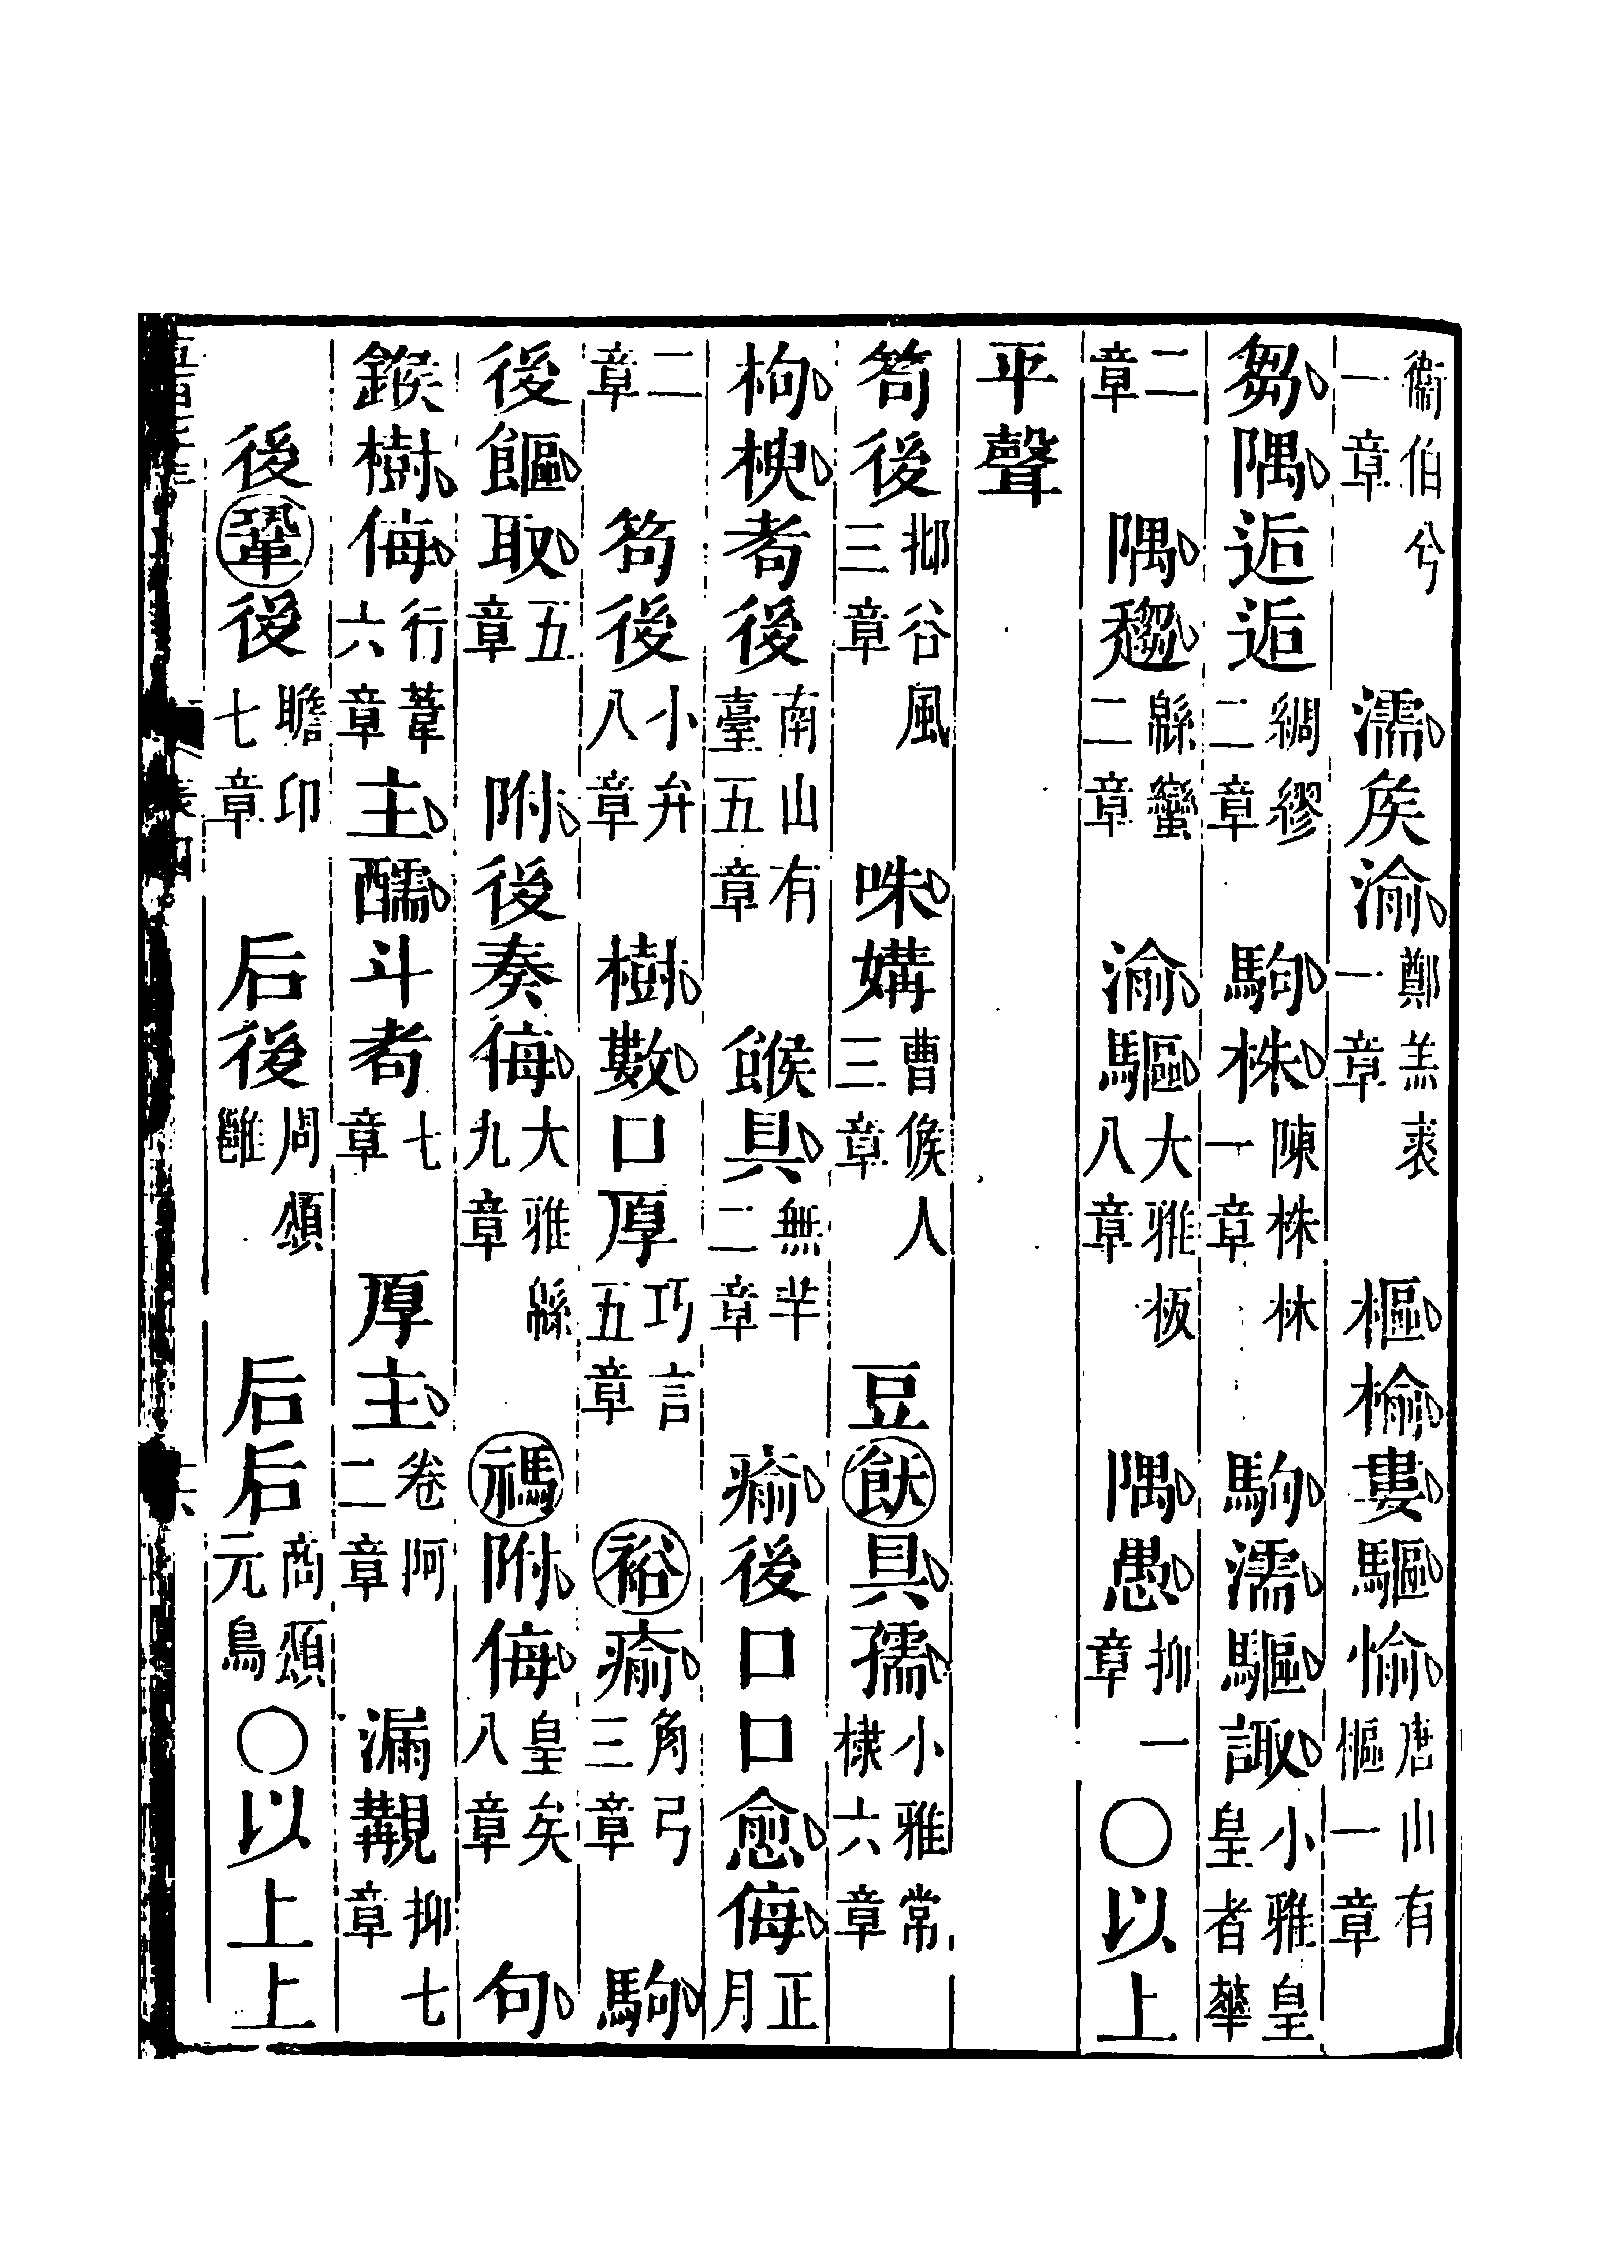 衞伯兮一章　濡矦渝鄭羔裘一章　樞榆婁驅愉唐山有樞一章
芻隅逅逅綢繆二章　駒株陳株林一章　駒濡驅諏小雅皇皇者華
二章　隅趨緜蠻二章　渝驅大雅板八章　隅愚抑一章〇以上
平聲
笱後邶谷風三章　咮媾曹候人三章　豆飫具孺小雅常棣六章
枸楰耇後南山有臺五章　餱具無羊二章　瘉後口口愈侮正月
二章　笱後小弁八章　樹數口厚巧言五章　裕瘉角弓三章　駒
後饇取五章　附後奏侮大雅緜九章　禡附侮皇矣八章　句
鍭樹侮行葦六章主醹斗耇七章　厚主卷阿二章　漏覯抑七章
後鞏後瞻卬七章　后後周頌雝　后后商頌元鳥〇以上上